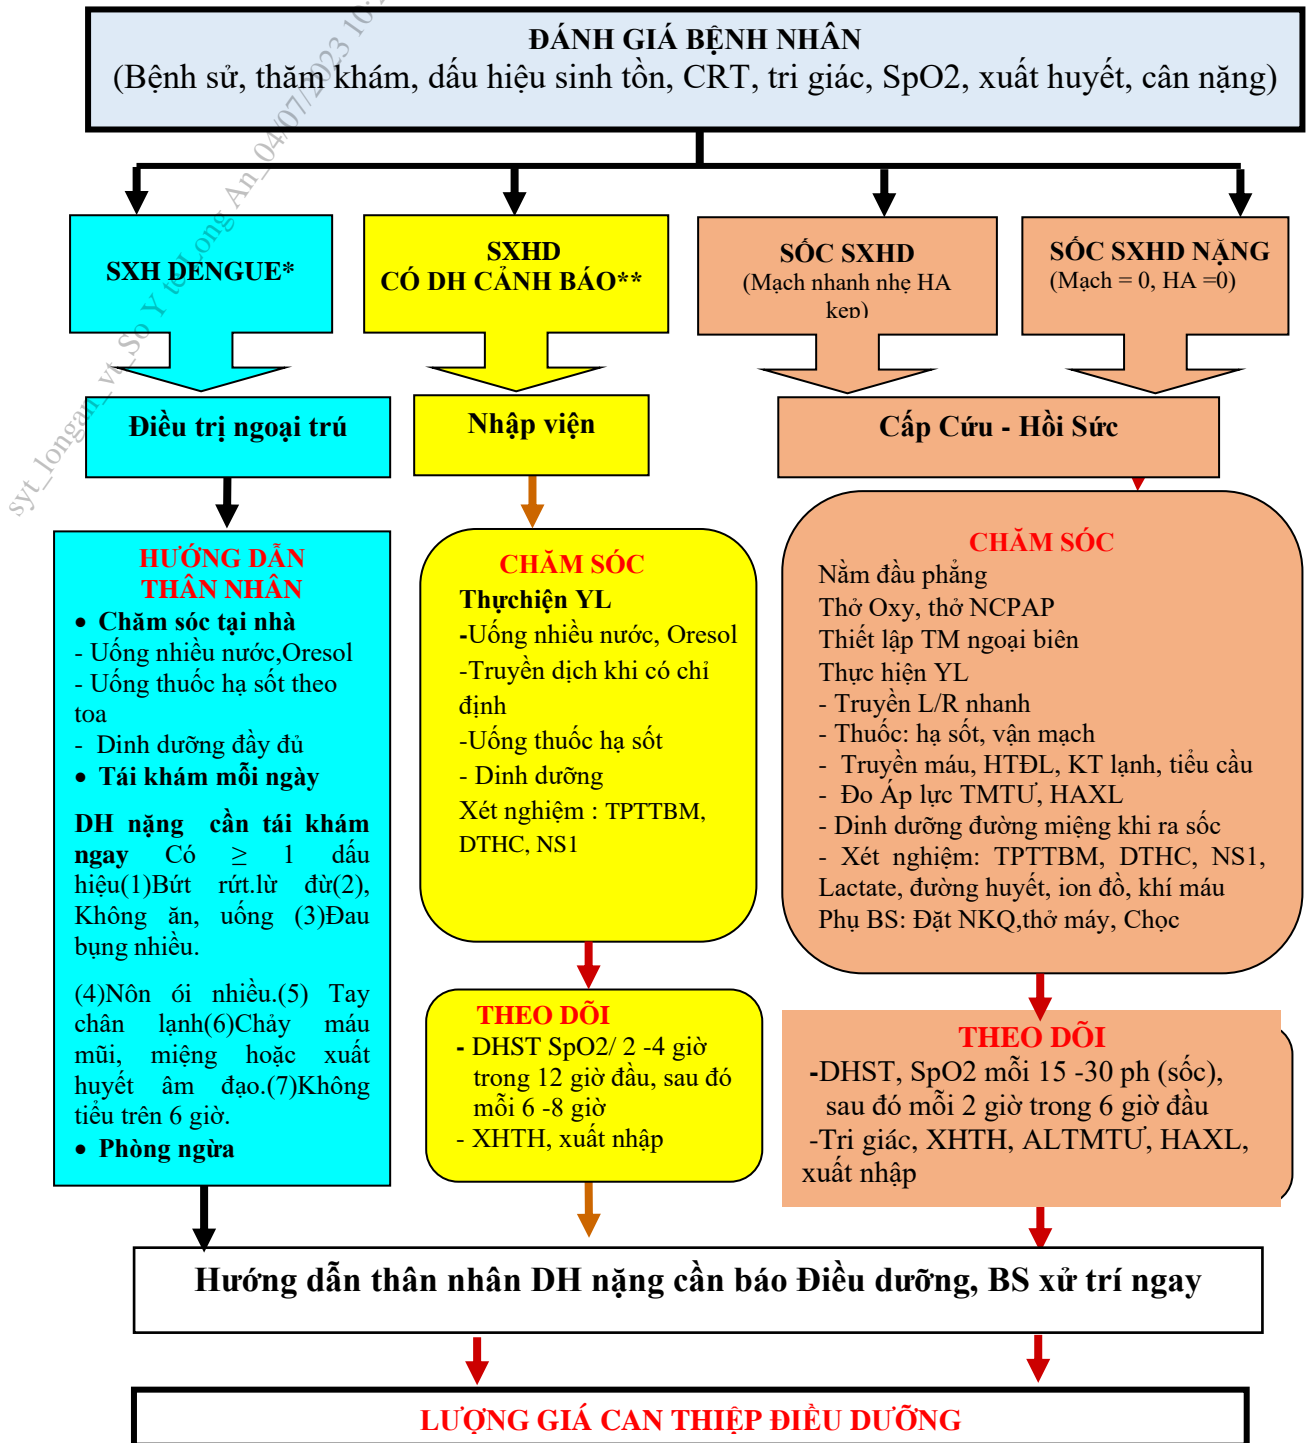 ĐÁNH GIÁ BỆNH NHÂN
(Bệnh sử, thăm khám, dấu hiệu sinh tồn, CRT, tri giác, SpO2, xuất huyết, cân nặng)
syt_longan_vt_So Y te Long An_04/07/2023 10:
SXH DENGUE*
SXHD
CÓ DH CẢNH BÁO**
SỐC SXHD
(Mạch nhanh nhẹ HA
kẹp)
SỐC SXHD NẶNG
(Mạch = 0, HA =0)
Điều trị ngoại trú
Nhập viện
Cấp Cứu - Hồi Sức
HƯỚNG DẪN
THÂN NHÂN
• Chăm sóc tại nhà
- Uống nhiều nước,Oresol
- Uống thuốc hạ sốt theo
toa
- Dinh dưỡng đầy đủ
• Tái khám mỗi ngày
DH nặng cần tái khám
ngay Có ≥ 1 dấu
hiệu(1)Bứt rứt.lừ đừ(2),
Không ăn, uống (3)Đau
bụng nhiều.
(4)Nôn ói nhiều.(5) Tay
chân lạnh(6)Chảy máu
mũi, miệng hoặc xuất
huyết âm đạo.(7)Không
tiểu trên 6 giờ.
• Phòng ngừa
CHĂM SÓC
Thựchiện YL
-Uống nhiều nước, Oresol
-Truyền dịch khi có chỉ
định
-Uống thuốc hạ sốt
- Dinh dưỡng
Xét nghiệm : TPTTBM,
DTHC, NS1
CHĂM SÓC
Nằm đầu phẳng
Thở Oxy, thở NCPAP
Thiết lập TM ngoại biên
Thực hiện YL
- Truyền L/R nhanh
- Thuốc: hạ sốt, vận mạch
- Truyền máu, HTĐL, KT lạnh, tiểu cầu
- Đo Áp lực TMTƯ, HAXL
- Dinh dưỡng đường miệng khi ra sốc
- Xét nghiệm: TPTTBM, DTHC, NS1,
Lactate, đường huyết, ion đồ, khí máu
Phụ BS: Đặt NKQ,thở máy, Chọc
THEO DÕI
- DHST SpO2/ 2 -4 giờ
trong 12 giờ đầu, sau đó
mỗi 6 -8 giờ
- XHTH, xuất nhập
THEO DÕI
-DHST, SpO2 mỗi 15 -30 ph (sốc),
sau đó mỗi 2 giờ trong 6 giờ đầu
-Tri giác, XHTH, ALTMTƯ, HAXL,
xuất nhập
Hướng dẫn thân nhân DH nặng cần báo Điều dưỡng, BS xử trí ngay
LƯỢNG GIÁ CAN THIỆP ĐIỀU DƯỠNG